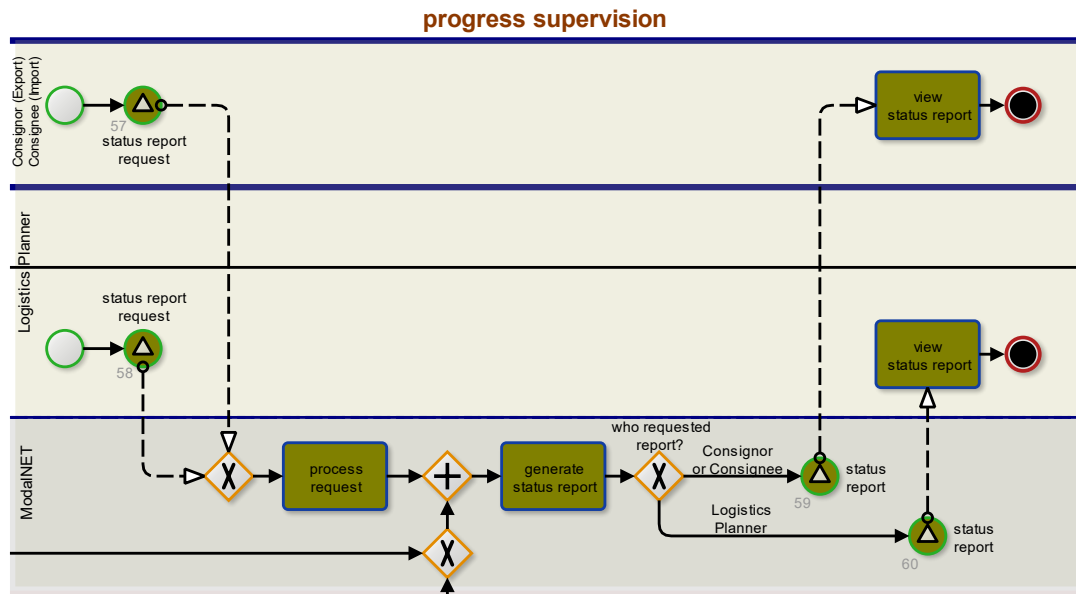 progress supervision
Consignor (Export)
Consignee (Import)
57
status report
request
view
status report
Logistics Planner
status report
request
58
view
status report
ModalNET
process
request
generate
status report
who requested
report?
Consignor
or Consignee
59
status
report
Logistics
Planner
60
status
report